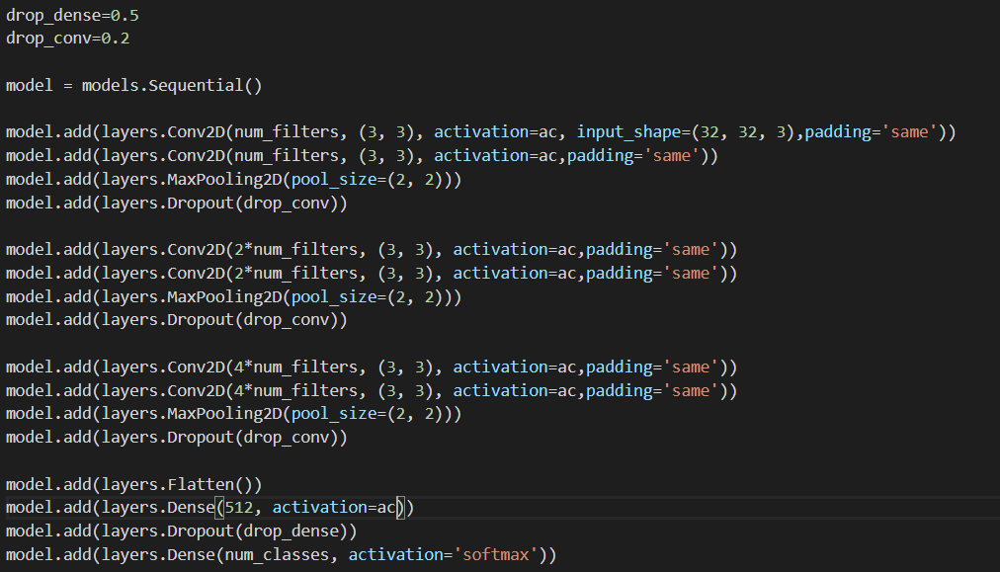 drop_dense=0.5
drop_conv=0.2
model = models.Sequential()
model.add(layers.Conv2D(num_filters, (3, 3), activation=ac, input_shape=(32, 32, 3),padding='same'))
model.add(layers.Conv2D(num_filters, (3, 3), activation=ac,padding='same'))
model.add(layers.MaxPooling2D(pool_size=(2, 2)))
model.add(layers.Dropout(drop_conv))
model.add(layers.Conv2D(2*num_filters, (3, 3), activation=ac,padding='same'))
model.add(layers.Conv2D(2*num_filters, (3, 3), activation=ac,padding='same'))
model.add(layers.MaxPooling2D(pool_size=(2, 2)))
model.add(layers.Dropout(drop_conv))
model.add(layers.Conv2D(4*num_filters, (3, 3), activation=ac,padding='same'))
model.add(layers.Conv2D(4*num_filters, (3, 3), activation=ac,padding='same'))
model.add(layers.MaxPooling2D(pool_size=(2, 2)))
model.add(layers.Dropout(drop_conv))
model.add(layers.Flatten())
model.add(layers.Dense(512, activation=ac))
model.add(layers.Dropout(drop_dense))
model.add(layers.Dense(num_classes, activation='softmax'))